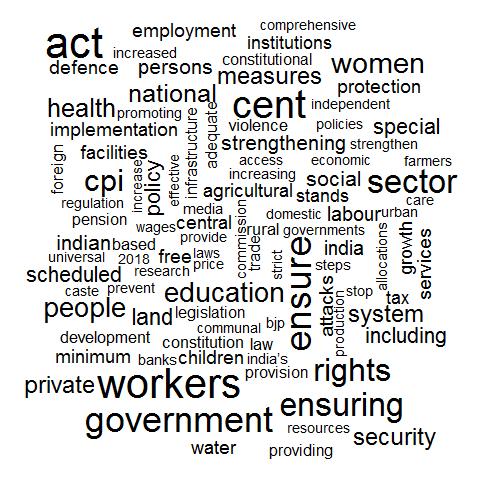 comprehensive
act employment
increased institutions
defence persons constitutional women
measures
national protection
health promoting cent independent
implementation violence policies special
infrastructure adequate strengthening strengthen
foreign facilities access economic farmers
cpi increase policy effective increasing social sector
agricultural stands
regulation media care
pension wages central commission domestic labour urban
indian based provide trade rural governments
universal 2018 free laws strict ensure india allocations growth services
scheduled research price steps
caste prevent education attacks production stop tax
people land legislation system
communal bjp
development constitution law including
minimum banks children india's
private workers provision rights
government ensuring
resources security
water providing